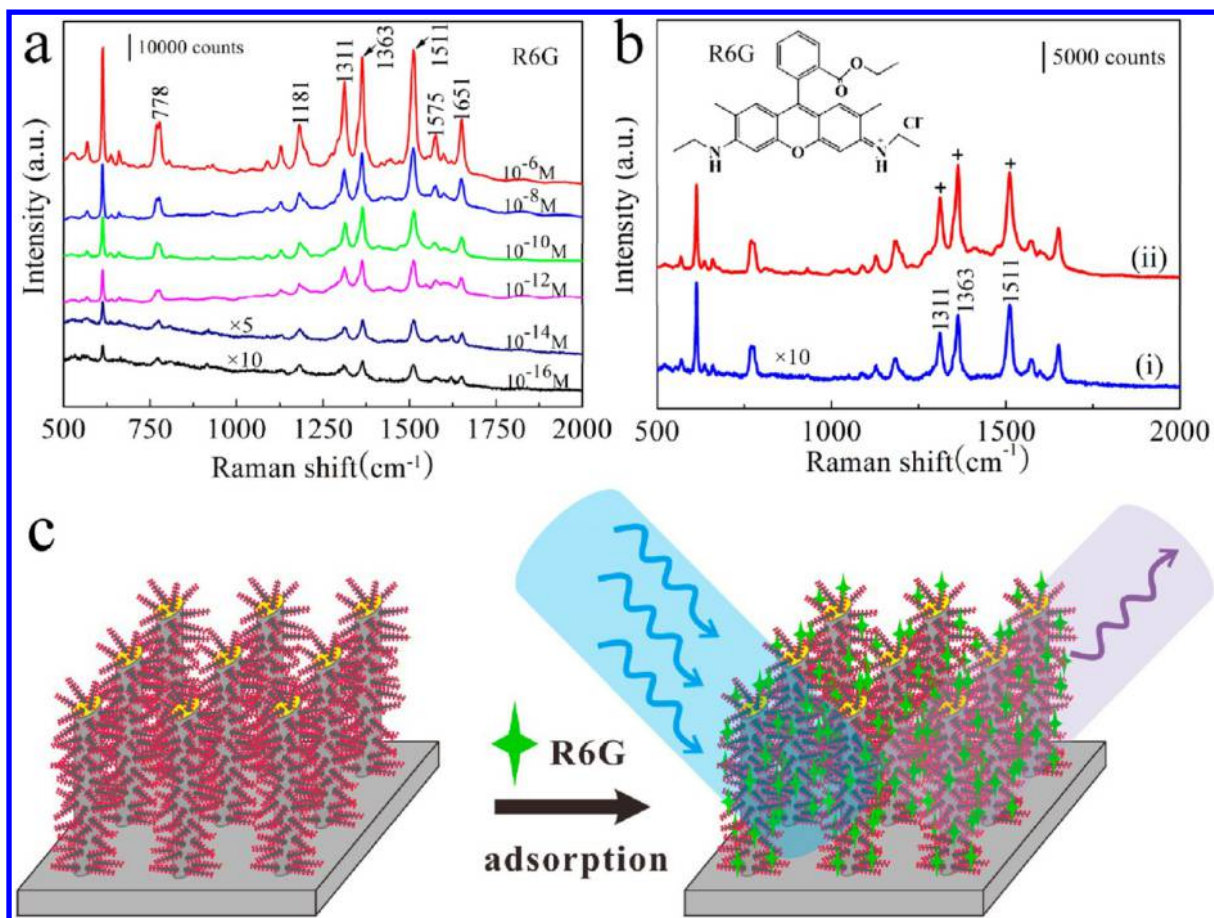 a
10000 counts
R6G
778
1181
1311
1363
1511
1575
1651
10⁻⁶M
10⁻⁸M
10⁻¹⁰M
10⁻¹²M
×5
10⁻¹⁴M
×10
10⁻¹⁶M
500 750 1000 1250 1500 1750 2000
Raman shift(cm⁻¹)
Intensity (a.u.)
b
R6G
5000 counts
O
O
Cl⁻
N
H
O
N
H
+
+ + +
(ii)
1311
1363
1511
×10
(i)
500 1000 1500 2000
Raman shift(cm⁻¹)
Intensity (a.u.)
c
R6G
adsorption